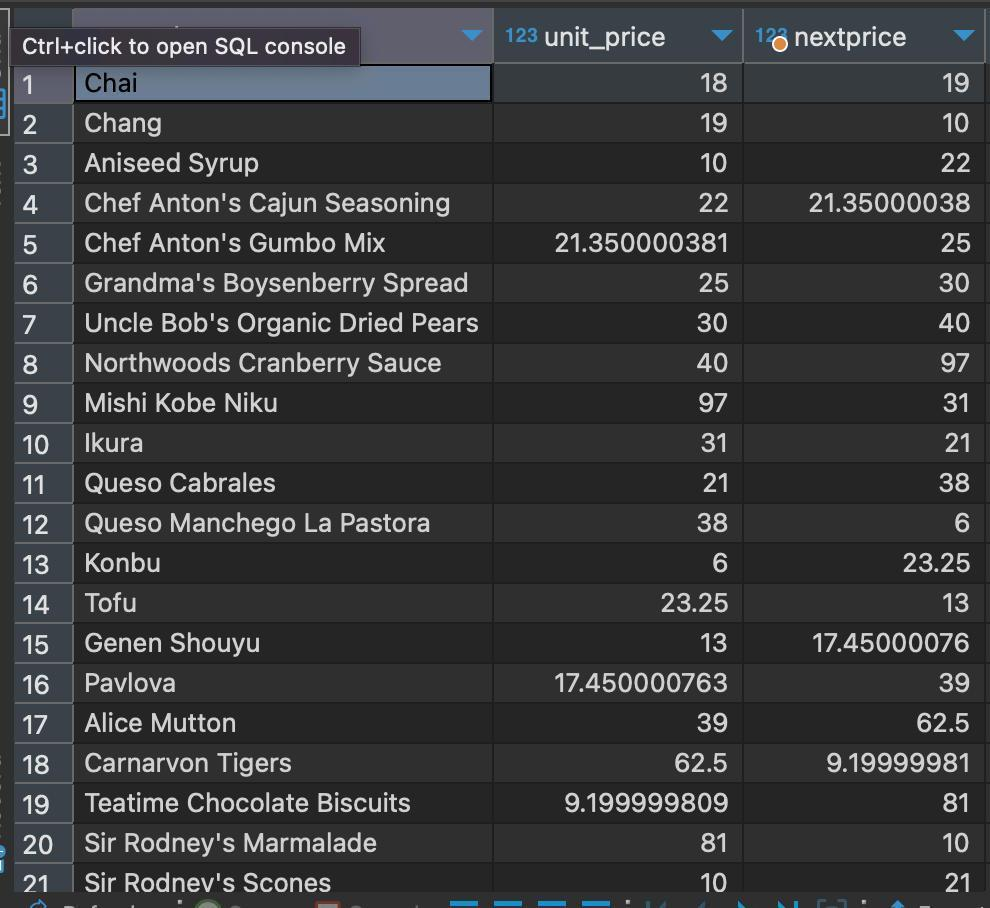 Ctrl+click to open SQL console
123 unit_price 123 nextprice
1 Chai 18 19
2 Chang 19 10
3 Aniseed Syrup 10 22
4 Chef Anton's Cajun Seasoning 22 21.35000038
5 Chef Anton's Gumbo Mix 21.350000381 25
6 Grandma's Boysenberry Spread 25 30
7 Uncle Bob's Organic Dried Pears 30 40
8 Northwoods Cranberry Sauce 40 97
9 Mishi Kobe Niku 97 31
10 Ikura 31 21
11 Queso Cabrales 21 38
12 Queso Manchego La Pastora 38 6
13 Konbu 6 23.25
14 Tofu 23.25 13
15 Genen Shouyu 13 17.45000076
16 Pavlova 17.450000763 39
17 Alice Mutton 39 62.5
18 Carnarvon Tigers 62.5 9.19999981
19 Teatime Chocolate Biscuits 9.199999809 81
20 Sir Rodney's Marmalade 81 10
21 Sir Rodney's Scones 10 21